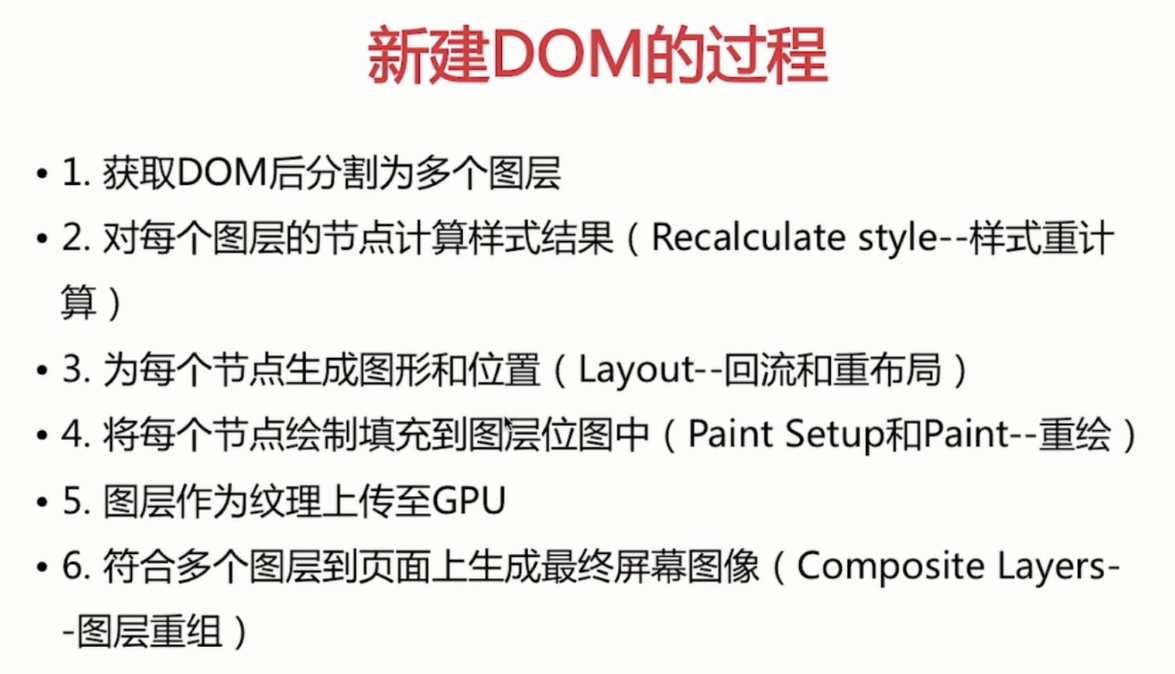 新建DOM的过程
• 1. 获取DOM后分割为多个图层
• 2. 对每个图层的节点计算样式结果（Recalculate style--样式重计
算）
• 3. 为每个节点生成图形和位置（Layout--回流和重布局）
• 4. 将每个节点绘制填充到图层位图中（Paint Setup和Paint--重绘）
• 5. 图层作为纹理上传至GPU
• 6. 符合多个图层到页面上生成最终屏幕图像（Composite Layers-
-图层重组）